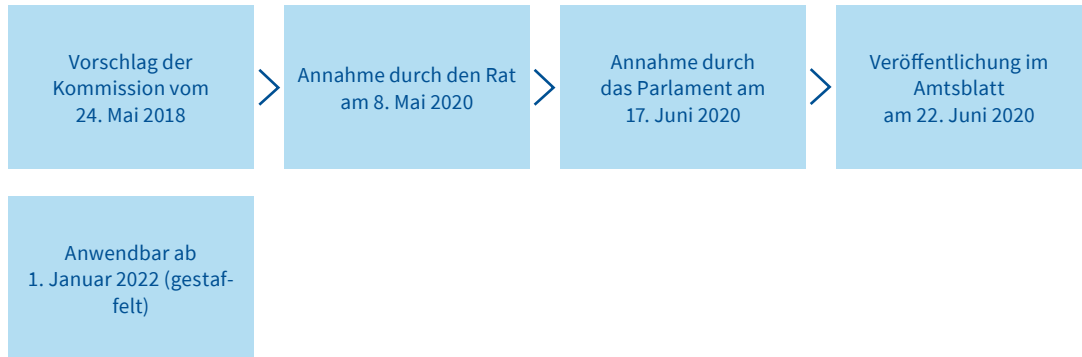 Vorschlag der
Kommission vom
24. Mai 2018
Annahme durch den Rat
am 8. Mai 2020
Annahme durch
das Parlament am
17. Juni 2020
Veröffentlichung im
Amtsblatt
am 22. Juni 2020
Anwendbar ab
1. Januar 2022 (gestaf-
felt)